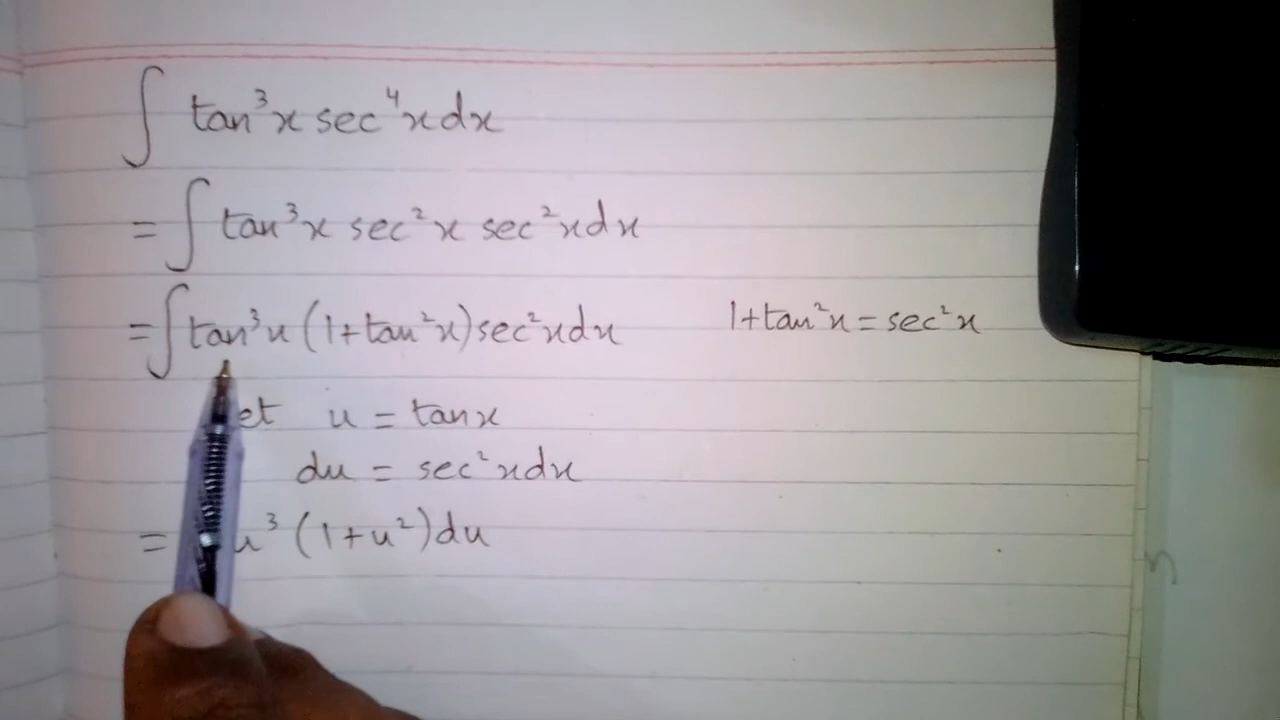 ∫ tan³x sec⁴x dx
= ∫ tan³x sec²x sec²x dx
= ∫ tan³x (1+tan²x) sec²x dx 1+tan²x = sec²x
et u = tanx
du = sec²x dx
= u³ (1+u²) du